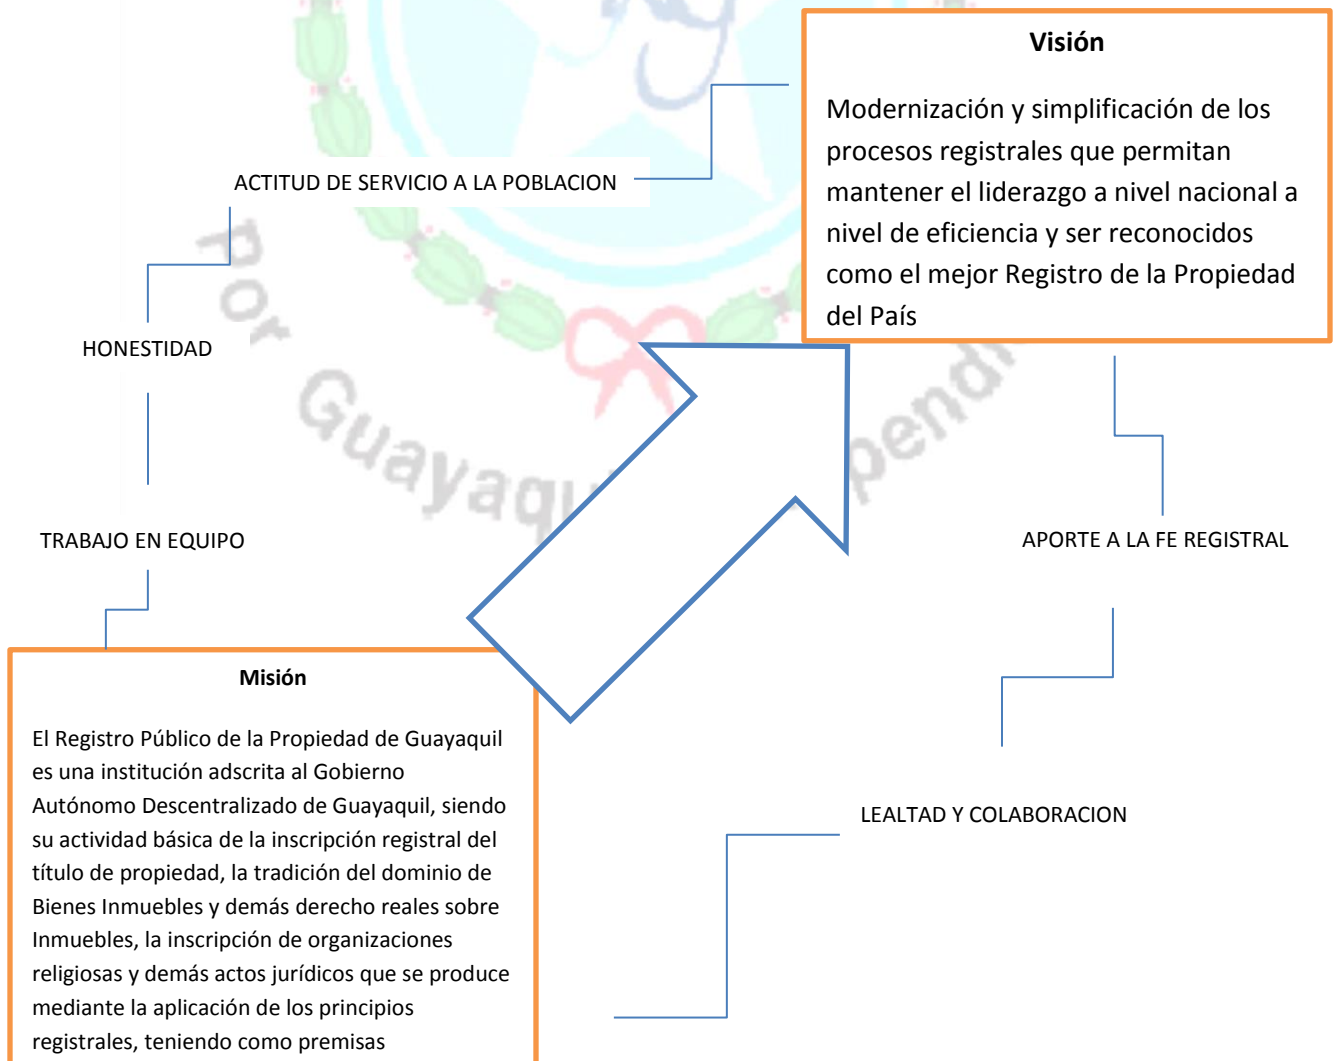 Visión
Modernización y simplificación de los
procesos registrales que permitan
mantener el liderazgo a nivel nacional a
nivel de eficiencia y ser reconocidos
como el mejor Registro de la Propiedad
del País
ACTITUD DE SERVICIO A LA POBLACION
HONESTIDAD
TRABAJO EN EQUIPO
APORTE A LA FE REGISTRAL
LEALTAD Y COLABORACION
Misión
El Registro Público de la Propiedad de Guayaquil
es una institución adscrita al Gobierno
Autónomo Descentralizado de Guayaquil, siendo
su actividad básica de la inscripción registral del
título de propiedad, la tradición del dominio de
Bienes Inmuebles y demás derecho reales sobre
Inmuebles, la inscripción de organizaciones
religiosas y demás actos jurídicos que se produce
mediante la aplicación de los principios
registrales, teniendo como premisas
Por Guayaqu